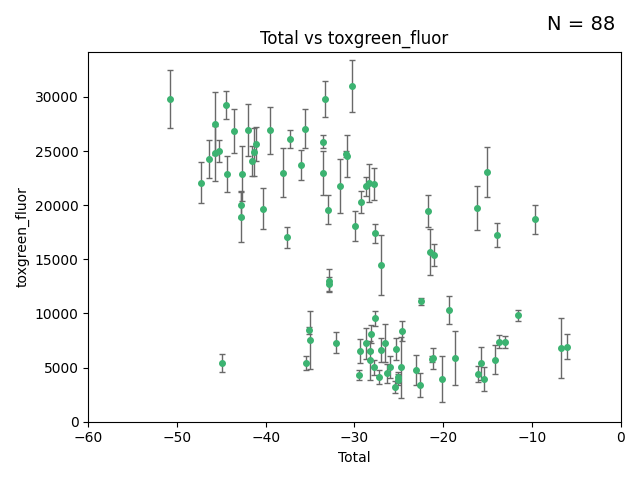 N = 88
Total vs toxgreen_fluor
toxgreen_fluor
30000
25000
20000
15000
10000
5000
0
−60 −50 −40 −30 −20 −10 0
Total